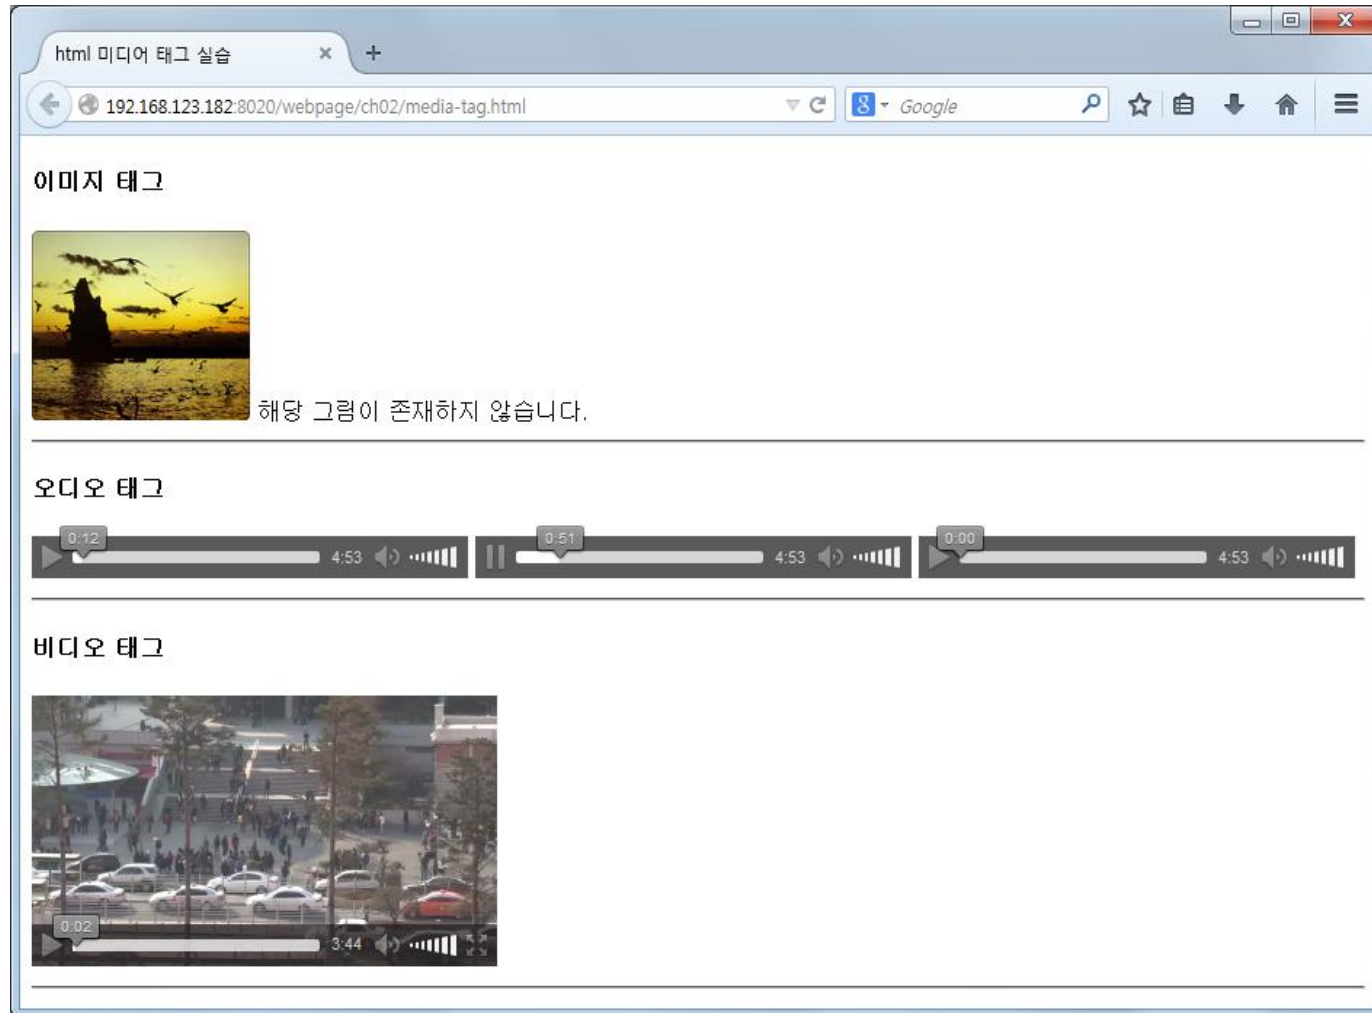 html 미디어 태그 실습
192.168.123.182:8020/webpage/ch02/media-tag.html
8 Google
이미지 태그
해당 그림이 존재하지 않습니다.
오디오 태그
0:12 4:53 0:51 4:53 0:00 4:53
비디오 태그
0:02 3:44